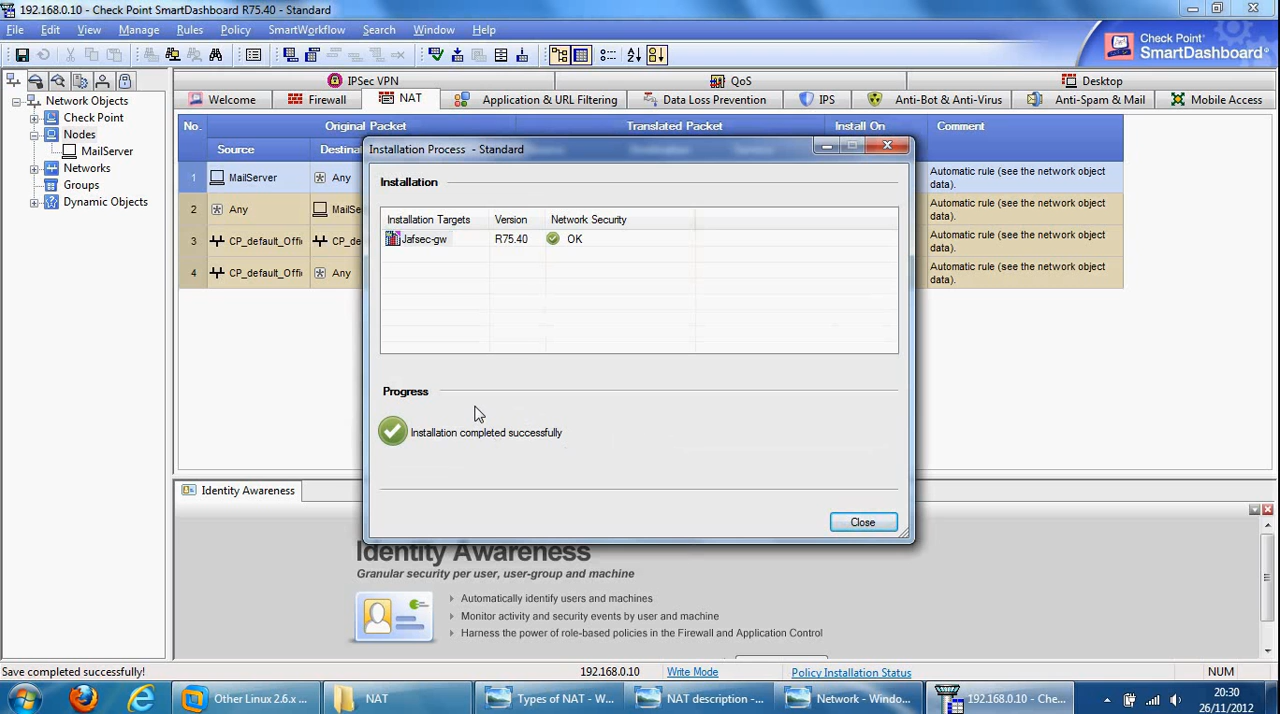 192.168.0.10 - Check Point SmartDashboard R75.40 - Standard
File Edit View Manage Rules Policy SmartWorkflow Search Window Help
Check Point
SmartDashboard
IPSec VPN QoS Desktop
Welcome Firewall NAT Application & URL Filtering Data Loss Prevention IPS Anti-Bot & Anti-Virus Anti-Spam & Mail Mobile Access
Network Objects
Check Point
Nodes
MailServer
Networks
Groups
Dynamic Objects
No. Original Packet Translated Packet Install On Comment
Source
1 MailServer Any Automatic rule (see the network object data).
2 Any Automatic rule (see the network object data).
3 Automatic rule (see the network object data).
4 Any Automatic rule (see the network object data).
Installation Process - Standard
Installation
Installation Targets Version Network Security
Jafsec-gw R75.40 OK
Progress
Installation completed successfully
Close
Identity Awareness
Identity Awareness
Granular security per user, user-group and machine
Automatically identify users and machines
Monitor activity and security events by user and machine
Harness the power of role-based policies in the Firewall and Application Control
Save completed successfully! 192.168.0.10 Write Mode Policy Installation Status NUM
Other Linux 2.6.x ... NAT Types of NAT - W... NAT description -... Network - Windo... 192.168.0.10 - Che...
20:30
26/11/2012